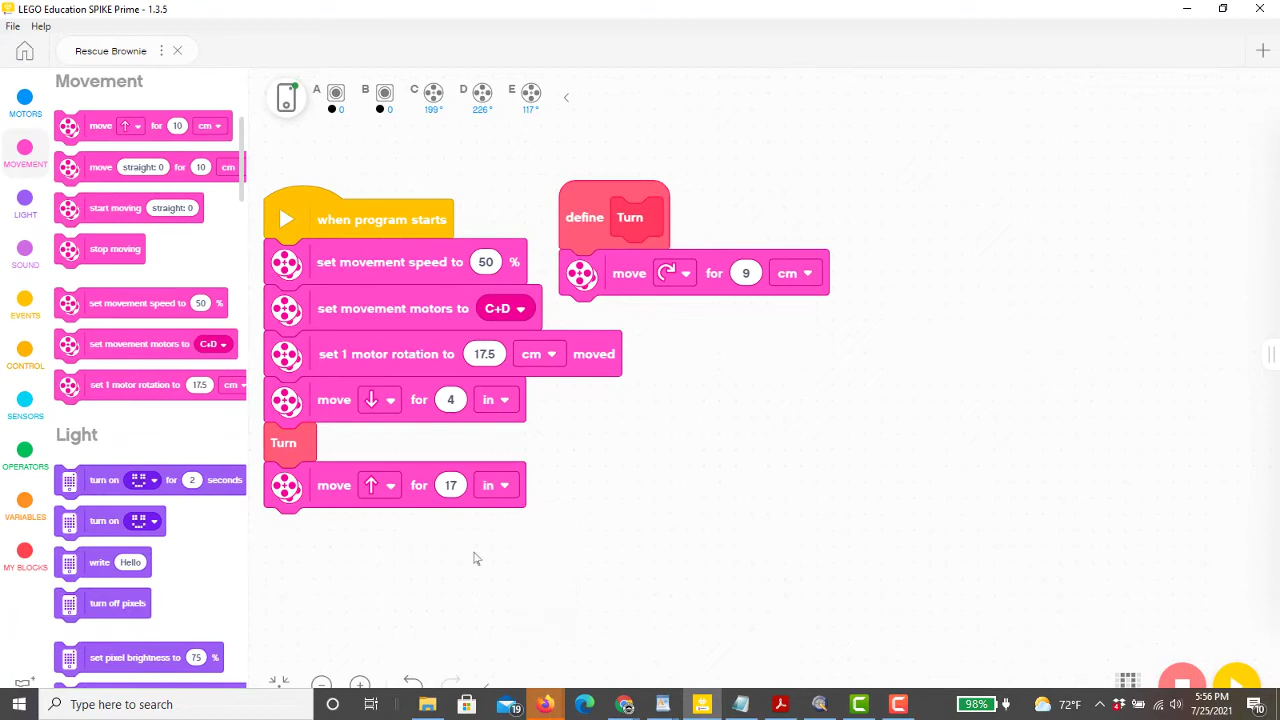 LEGO Education SPIKE Prime - 1.3.5
File Help
Rescue Brownie
MOTORS
MOVEMENT
LIGHT
SOUND
EVENTS
CONTROL
SENSORS
OPERATORS
VARIABLES
MY BLOCKS
Movement
move for 10 cm
move straight: 0 for 10 cm
start moving straight: 0
stop moving
set movement speed to 50 %
set movement motors to C+D
set 1 motor rotation to 17.5 cm
Light
turn on for 2 seconds
turn on
write Hello
turn off pixels
set pixel brightness to 75 %
A 0 B 0 C 199° D 226° E 117°
when program starts
set movement speed to 50 %
set movement motors to C+D
set 1 motor rotation to 17.5 cm moved
move for 4 in
Turn
move for 17 in
define Turn
move for 9 cm
Type here to search
19
98%
72°F
5:56 PM
7/25/2021
10